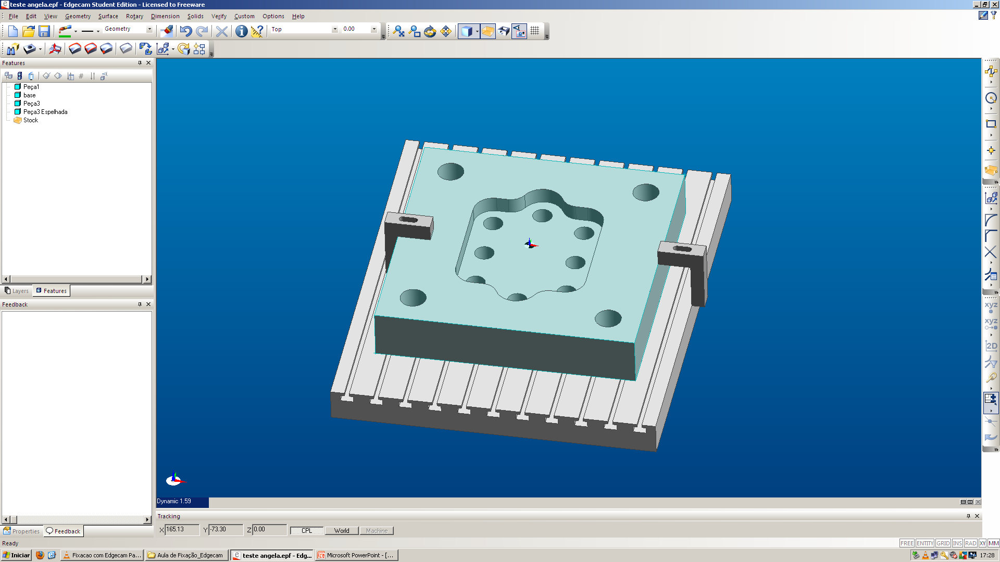 teste angela.epf - Edgecam Student Edition - Licensed to Freeware
File Edit View Geometry Surface Rotary Dimension Solids Verify Custom Options Help
Geometry Top 0.00
Features
Peça1
base
Peça3
Peça3 Espelhada
Stock
Layers Features
Feedback
Dynamic 1.59
Tracking
X 165.13 Y -73.30 Z 0.00 CPL World Machine
Properties Feedback
xyz
xyz
2D
Ready
FREE ENTITY GRID INS RAD XY MM
Iniciar Fixacao com Edgecam Pa... Aula de Fixação_Edgecam teste angela.epf - Edg... Microsoft PowerPoint - [... 17:28